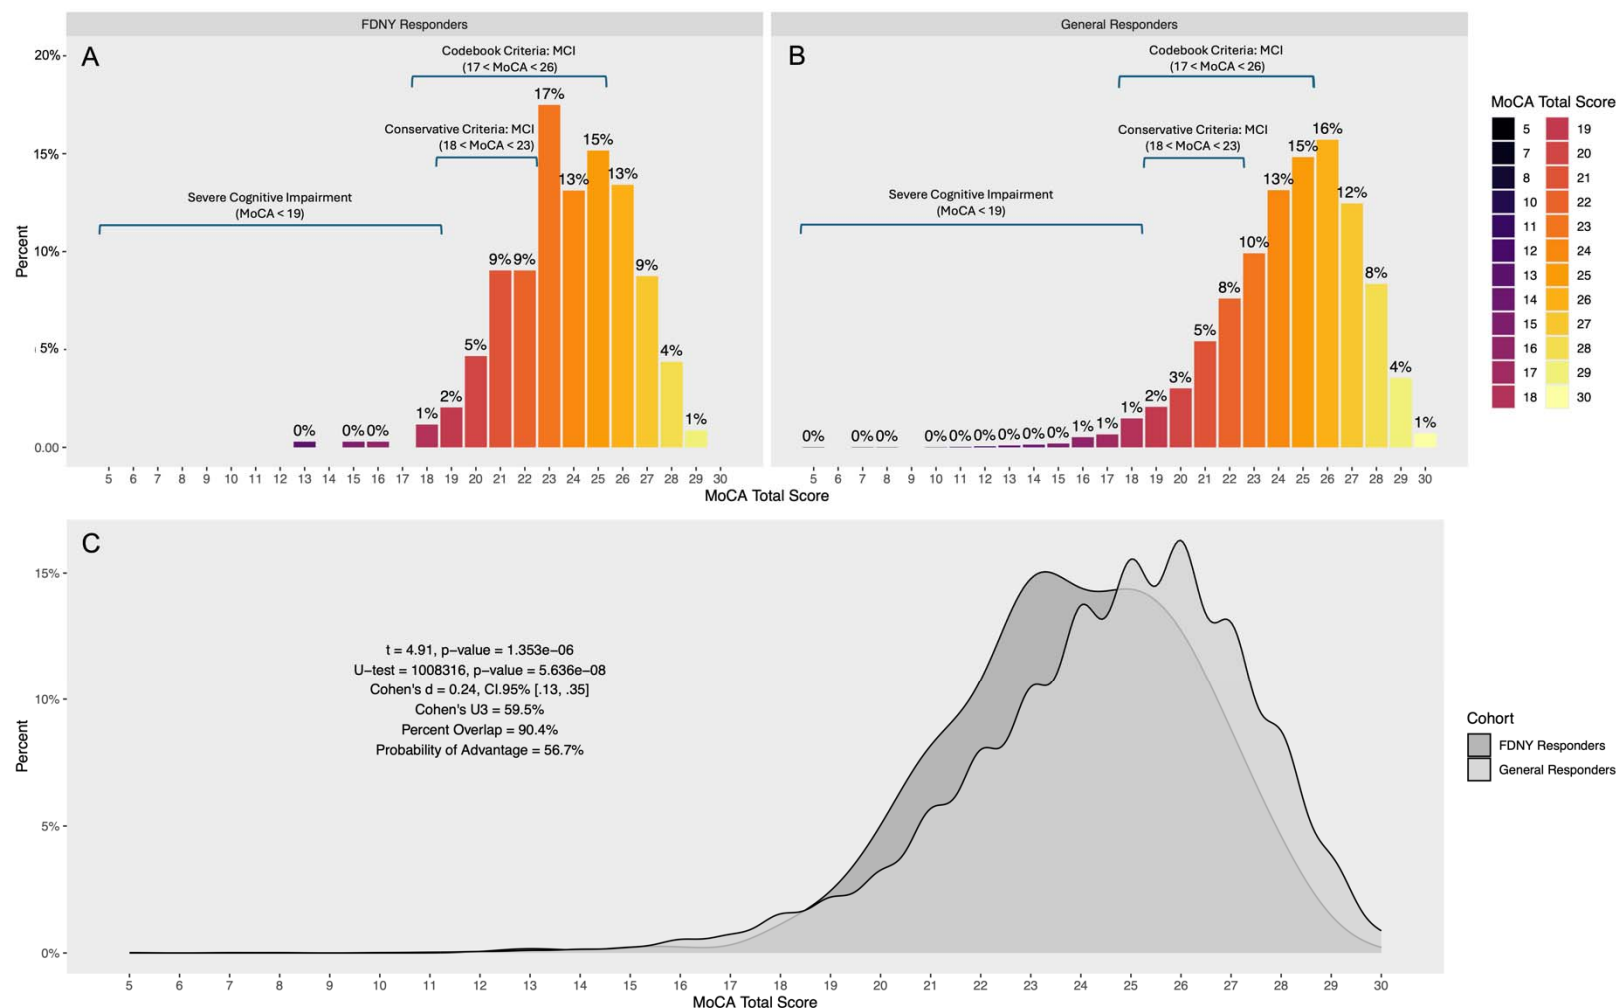 FDNY Responders
General Responders
A
Codebook Criteria: MCI
(17 < MoCA < 26)
Conservative Criteria: MCI
(18 < MoCA < 23)
Severe Cognitive Impairment
(MoCA < 19)
20%
15%
10%
5%
0.00
Percent
0% 0% 0% 1% 2% 5% 9% 9% 17% 13% 15% 13% 9% 4% 1%
5 6 7 8 9 10 11 12 13 14 15 16 17 18 19 20 21 22 23 24 25 26 27 28 29 30
B
Codebook Criteria: MCI
(17 < MoCA < 26)
Conservative Criteria: MCI
(18 < MoCA < 23)
Severe Cognitive Impairment
(MoCA < 19)
0% 0% 0% 0% 0% 0% 0% 0% 0% 1% 1% 1% 2% 3% 5% 8% 10% 13% 15% 16% 12% 8% 4% 1%
5 6 7 8 9 10 11 12 13 14 15 16 17 18 19 20 21 22 23 24 25 26 27 28 29 30
MoCA Total Score
MoCA Total Score
5 19
7 20
8 21
10 22
11 23
12 24
13 25
14 26
15 27
16 28
17 29
18 30
C
15%
10%
5%
0%
Percent
t = 4.91, p-value = 1.353e-06
U-test = 1008316, p-value = 5.636e-08
Cohen's d = 0.24, CI.95% [.13, .35]
Cohen's U3 = 59.5%
Percent Overlap = 90.4%
Probability of Advantage = 56.7%
5 6 7 8 9 10 11 12 13 14 15 16 17 18 19 20 21 22 23 24 25 26 27 28 29 30
MoCA Total Score
Cohort
FDNY Responders
General Responders